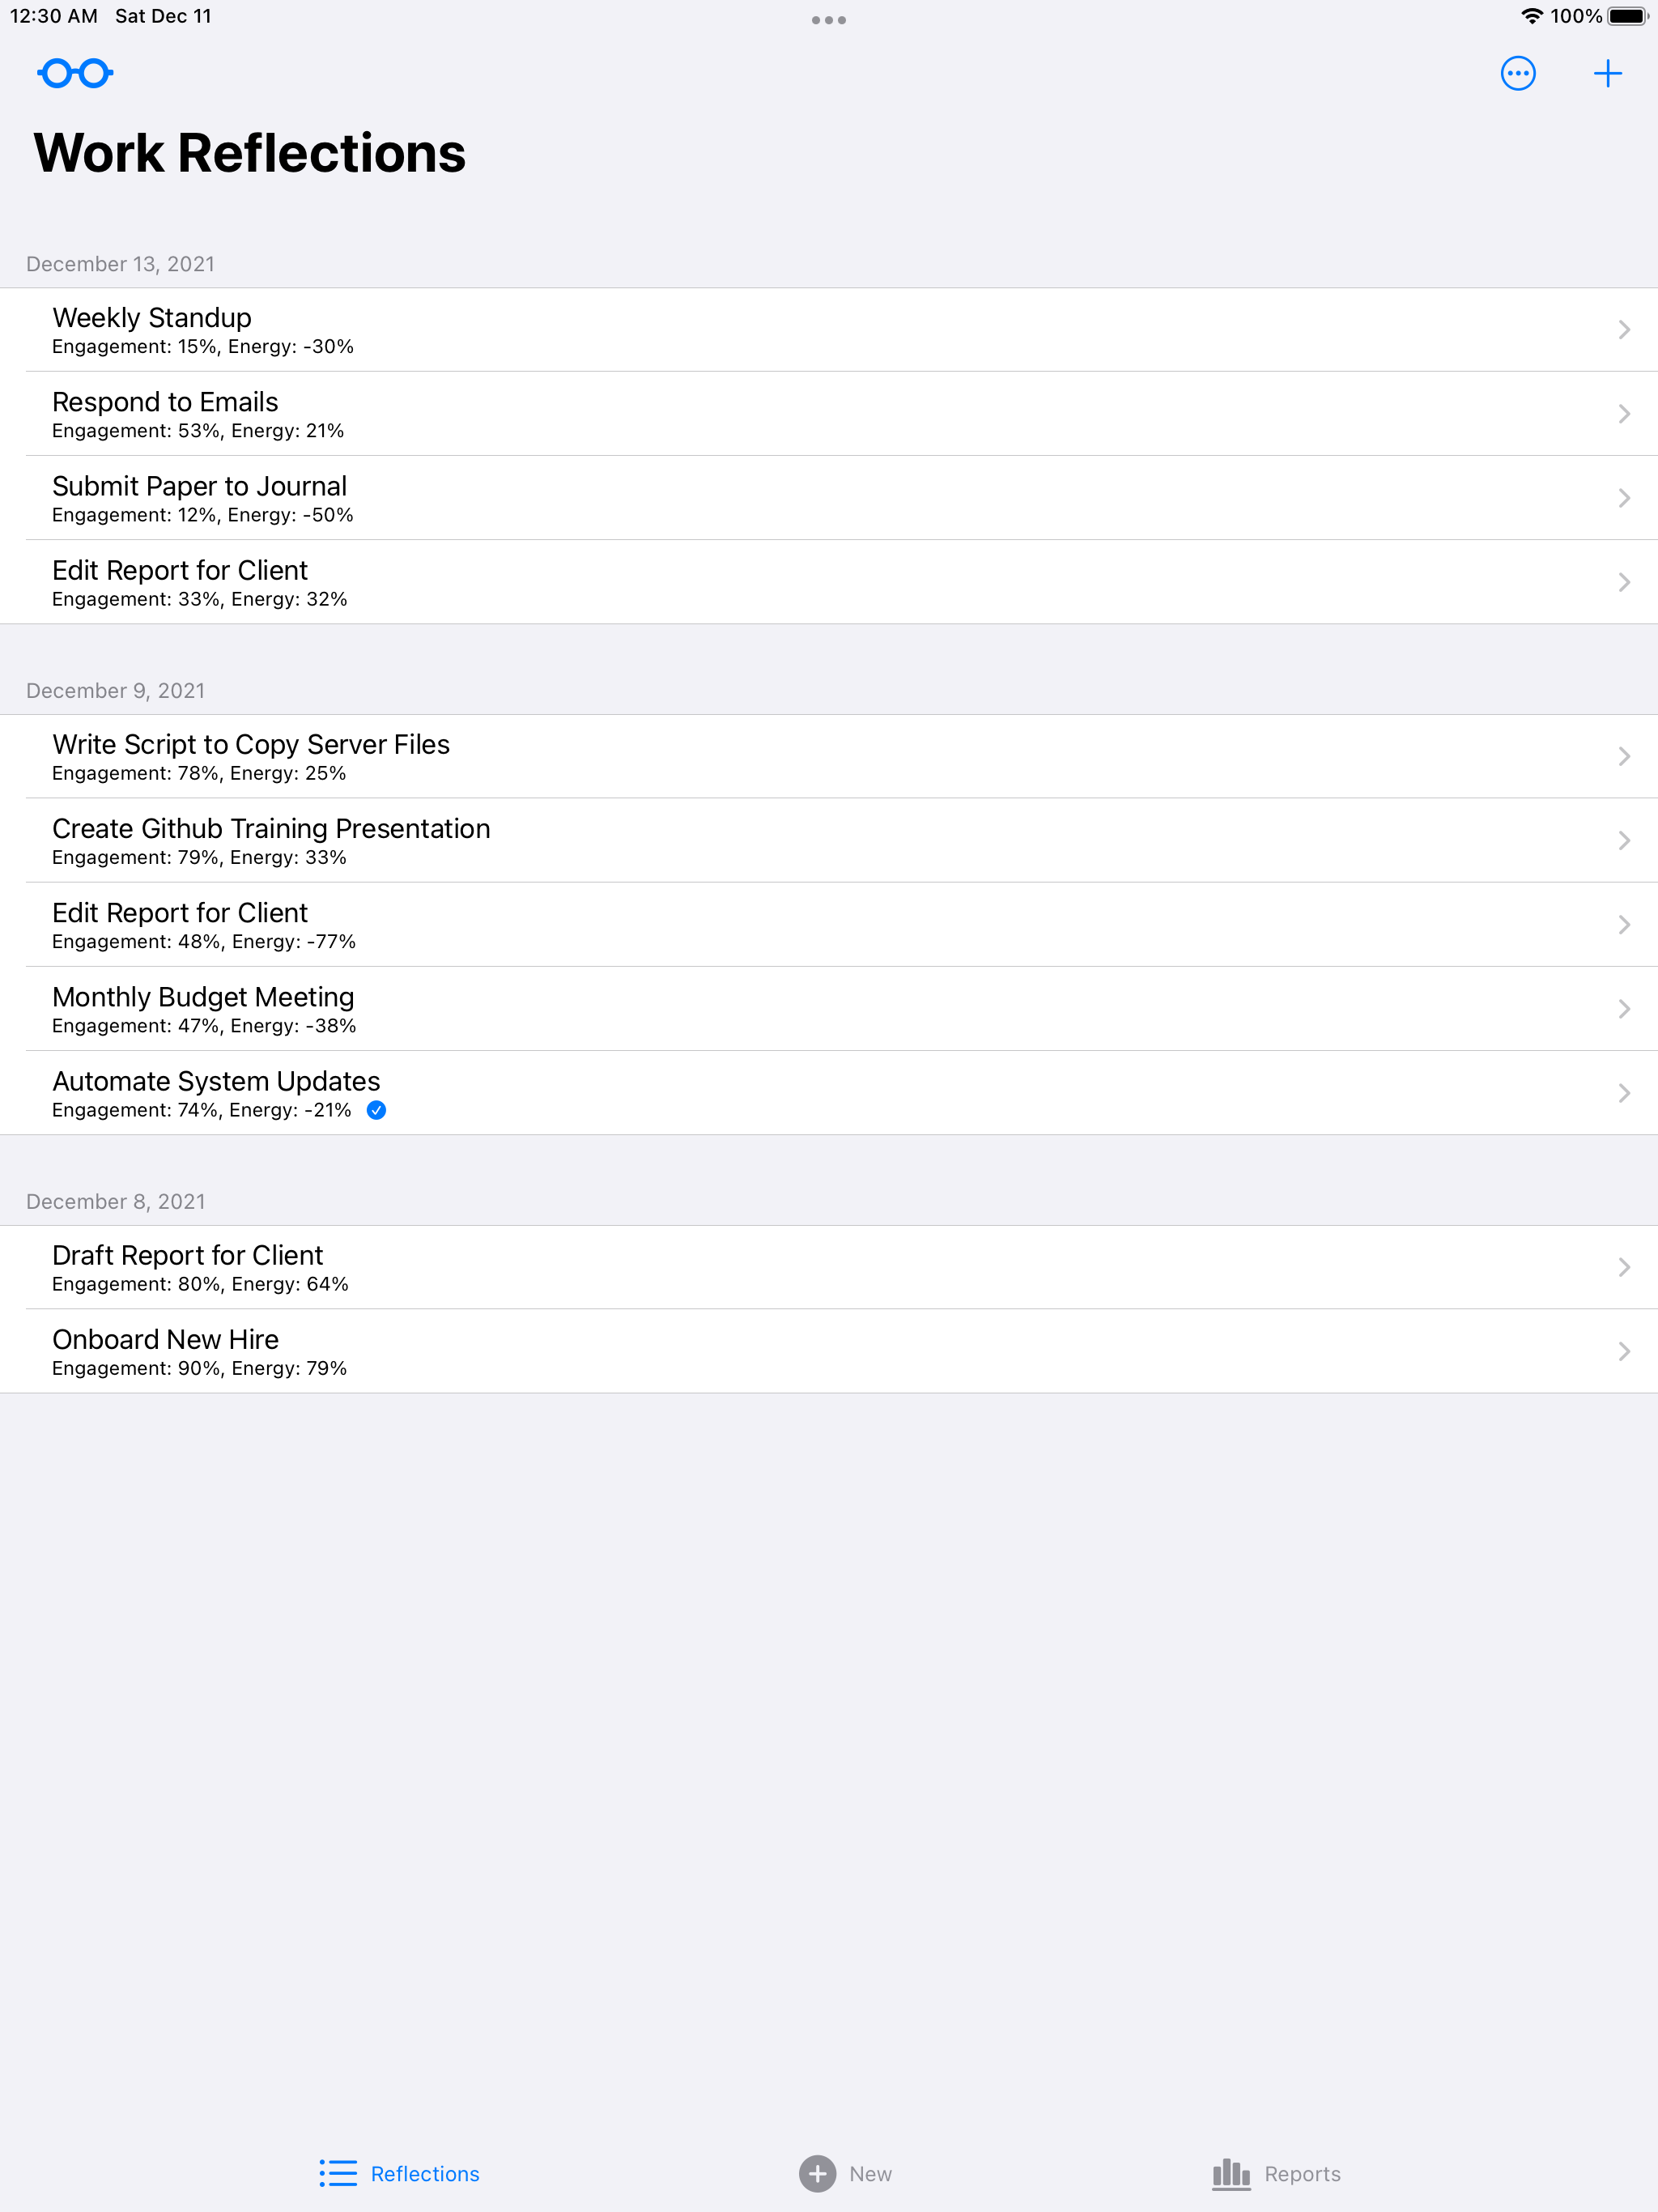 12:30 AM Sat Dec 11
100%
Work Reflections
December 13, 2021
Weekly Standup
Engagement: 15%, Energy: -30%
Respond to Emails
Engagement: 53%, Energy: 21%
Submit Paper to Journal
Engagement: 12%, Energy: -50%
Edit Report for Client
Engagement: 33%, Energy: 32%
December 9, 2021
Write Script to Copy Server Files
Engagement: 78%, Energy: 25%
Create Github Training Presentation
Engagement: 79%, Energy: 33%
Edit Report for Client
Engagement: 48%, Energy: -77%
Monthly Budget Meeting
Engagement: 47%, Energy: -38%
Automate System Updates
Engagement: 74%, Energy: -21%
December 8, 2021
Draft Report for Client
Engagement: 80%, Energy: 64%
Onboard New Hire
Engagement: 90%, Energy: 79%
Reflections
New
Reports